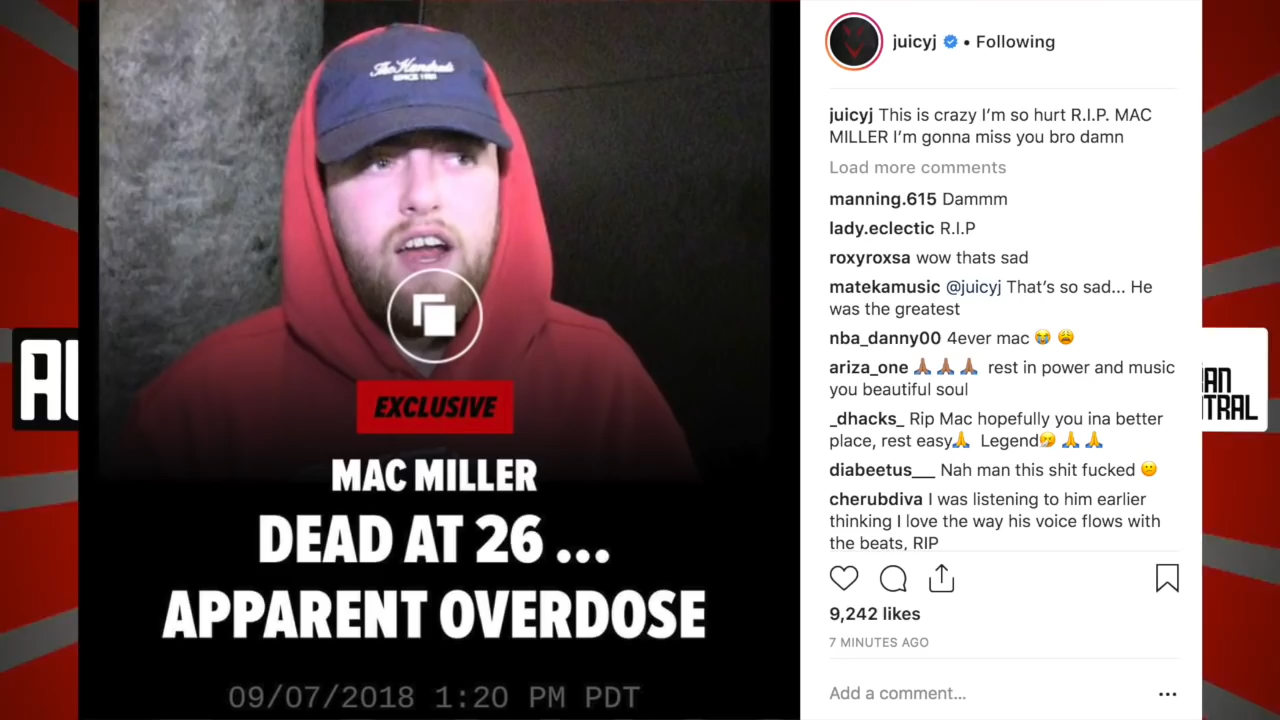 The Hundreds
juicyj • Following
juicyj This is crazy I’m so hurt R.I.P. MAC
MILLER I’m gonna miss you bro damn
Load more comments
manning.615 Dammm
lady.eclectic R.I.P
roxyroxsa wow thats sad
matekamusic @juicyj That’s so sad... He
was the greatest
nba_danny00 4ever mac 😭 😩
ariza_one 🙏🏾 🙏🏾 🙏🏾 rest in power and music
you beautiful soul
_dhacks_ Rip Mac hopefully you ina better
place, rest easy🙏 Legend🤧 🙏 🙏
diabeetus__ Nah man this shit fucked 😕
cherubdiva I was listening to him earlier
thinking I love the way his voice flows with
the beats, RIP
9,242 likes
7 MINUTES AGO
Add a comment…
EXCLUSIVE
MAC MILLER
DEAD AT 26 ...
APPARENT OVERDOSE
09/07/2018 1:20 PM PDT